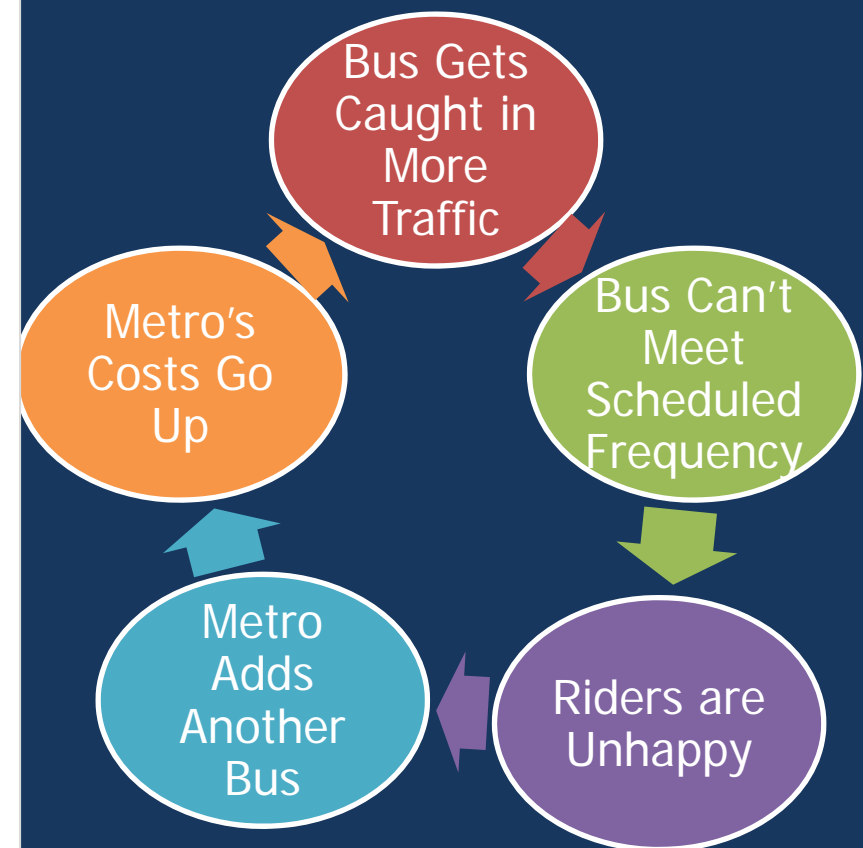 Bus Gets
Caught in
More
Traffic
Bus Can't
Meet
Scheduled
Frequency
Riders are
Unhappy
Metro
Adds
Another
Bus
Metro's
Costs Go
Up